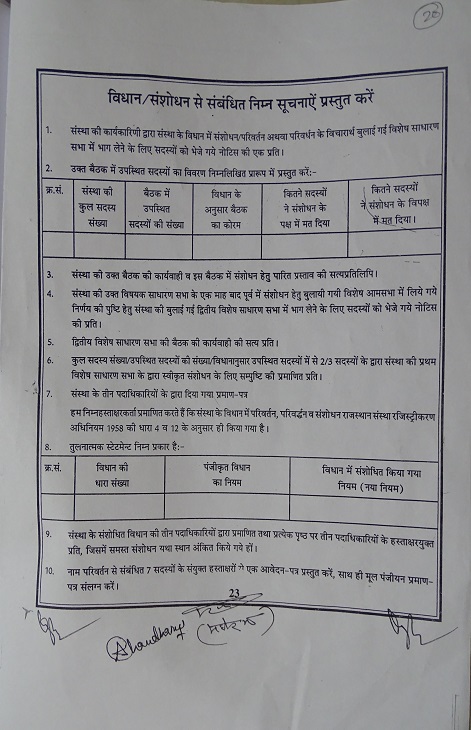 28
विधान/संशोधन से संबंधित निम्न सूचनाऐं प्रस्तुत करें
1. संस्था की कार्यकारिणी द्वारा संस्था के विधान में संशोधन/परिवर्तन अथवा परिवर्धन के विचारार्थ बुलाई गई विशेष साधारण
सभा में भाग लेने के लिए सदस्यों को भेजे गये नोटिस की एक प्रति।
2. उक्त बैठक में उपस्थित सदस्यों का विवरण निम्नलिखित प्रारूप में प्रस्तुत करें:-
क्र.सं. संस्था की कुल सदस्य संख्या बैठक में उपस्थित सदस्यों की संख्या विधान के अनुसार बैठक का कोरम कितने सदस्यों ने संशोधन के पक्ष में मत दिया कितने सदस्यों ने संशोधन के विपक्ष में मत दिया।
3. संस्था की उक्त बैठक की कार्यवाही व इस बैठक में संशोधन हेतु पारित प्रस्ताव की सत्यप्रतिलिपि।
4. संस्था की उक्त विषयक साधारण सभा के एक माह बाद पूर्व में संशोधन हेतु बुलायी गयी विशेष आमसभा में लिये गये
निर्णय की पुष्टि हेतु संस्था की बुलाई गई द्वितीय विशेष साधारण सभा में भाग लेने के लिए सदस्यों को भेजे गये नोटिस
की प्रति।
5. द्वितीय विशेष साधारण सभा की बैठक की कार्यवाही की सत्य प्रति।
6. कुल सदस्य संख्या/उपस्थित सदस्यों की संख्या/विधानानुसार उपस्थित सदस्यों में से 2/3 सदस्यों के द्वारा संस्था की प्रथम
विशेष साधारण सभा के द्वारा स्वीकृत संशोधन के लिए सम्पुष्टि की प्रमाणित प्रति।
7. संस्था के तीन पदाधिकारियों के द्वारा दिया गया प्रमाण-पत्र
हम निम्नहस्ताक्षरकर्ता प्रमाणित करते हैं कि संस्था के विधान में परिवर्तन, परिवर्द्धन व संशोधन राजस्थान संस्था रजिस्ट्रीकरण
अधिनियम 1958 की धारा 4 व 12 के अनुसार ही किया गया है।
8. तुलनात्मक स्टेटमेन्ट निम्न प्रकार है:-
क्र.सं. विधान की धारा संख्या पंजीकृत विधान का नियम विधान में संशोधित किया गया नियम (नया नियम)
9. संस्था के संशोधित विधान की तीन पदाधिकारियों द्वारा प्रमाणित तथा प्रत्येक पृष्ठ पर तीन पदाधिकारियों के हस्ताक्षरयुक्त
प्रति, जिसमें समस्त संशोधन यथा स्थान अंकित किये गये हों।
10. नाम परिवर्तन से संबंधित 7 सदस्यों के संयुक्त हस्ताक्षरों से एक आवेदन-पत्र प्रस्तुत करें, साथ ही मूल पंजीयन प्रमाण-
पत्र संलग्न करें।
23